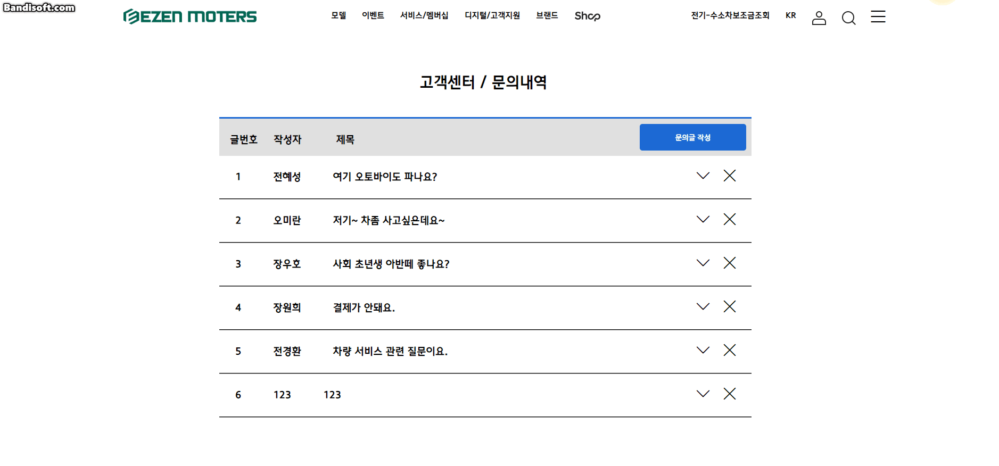 Bandisoft.com
EZEN MOTERS
모델 이벤트 서비스/멤버십 디지털/고객지원 브랜드 Shop
전기-수소차보조금조회 KR
고객센터 / 문의내역
글번호 작성자 제목 문의글 작성
1 전혜성 여기 오토바이도 파나요?
2 오미란 저기~ 차좀 사고싶은데요~
3 장우호 사회 초년생 아반떼 좋나요?
4 장원희 결제가 안돼요.
5 전경환 차량 서비스 관련 질문이요.
6 123 123